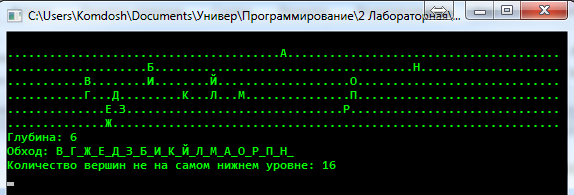 C:\Users\Komdosh\Documents\Универ\Программирование\2 Лабораторная\...
.......................................А.......................................
....................Б.....................................Н....................
...........В........И........Й...................О.............................
...........Г...Д.........К...Л...М...............П.............................
..............Е.З...............................Р..............................
..............Ж................................................................
Глубина: 6
Обход: В_Г_Ж_Е_Д_З_Б_И_К_Й_Л_М_А_О_Р_П_Н_
Количество вершин не на самом нижнем уровне: 16